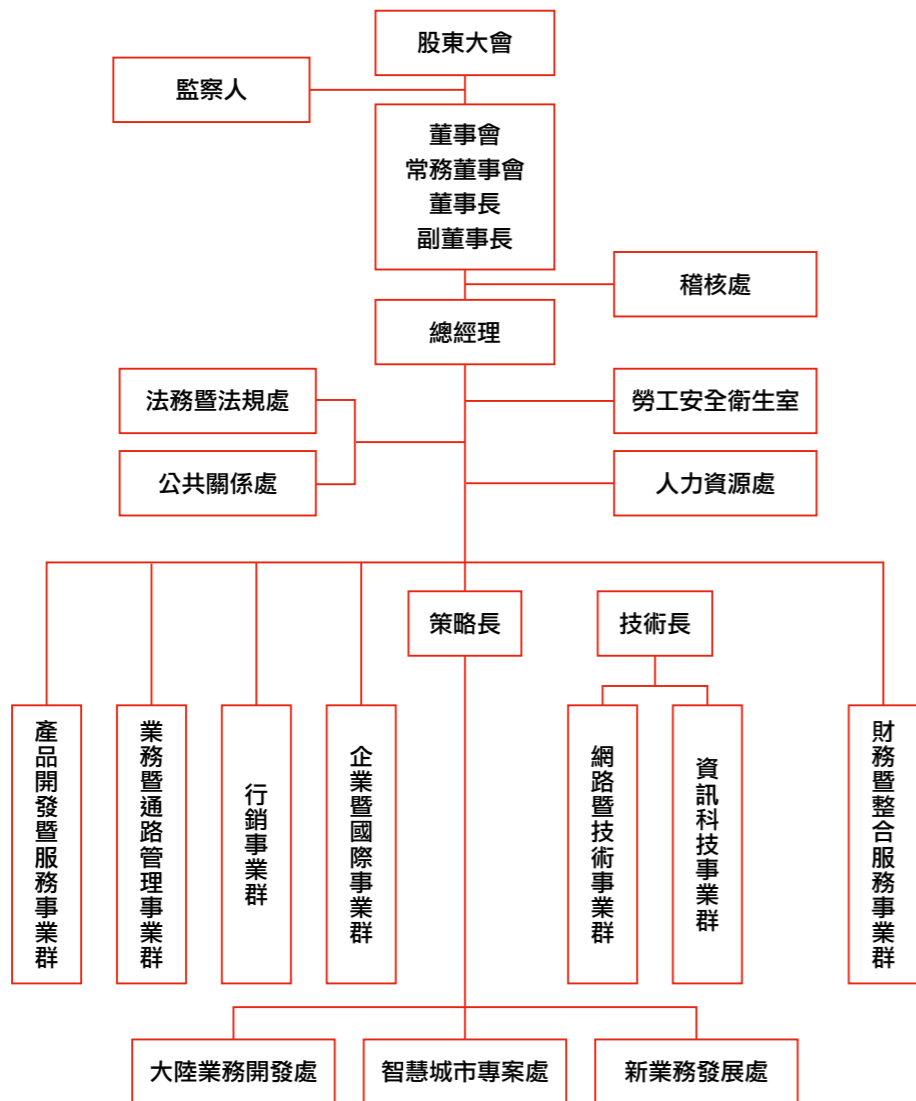 股東大會
監察人
董事會
常務董事會
董事長
副董事長
稽核處
總經理
法務暨法規處
勞工安全衛生室
公共關係處
人力資源處
策略長
技術長
產品開發暨服務事業群
業務暨通路管理事業群
行銷事業群
企業暨國際事業群
網路暨技術事業群
資訊科技事業群
財務暨整合服務事業群
大陸業務開發處
智慧城市專案處
新業務發展處